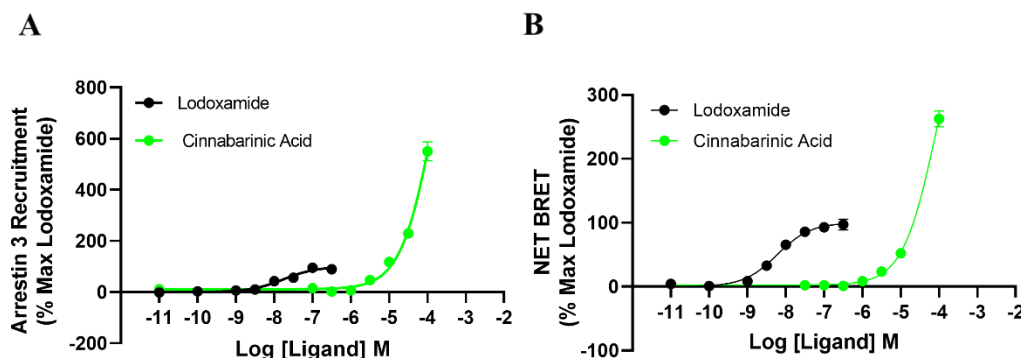 A
Arrestin 3 Recruitment
(% Max Lodoxamide)
800
600
400
200
0
-200
Lodoxamide
Cinnabarinic Acid
-11 -10 -9 -8 -7 -6 -5 -4 -3 -2
Log [Ligand] M
B
NET BRET
(% Max Lodoxamide)
300
200
100
0
-100
Lodoxamide
Cinnabarinic Acid
-11 -10 -9 -8 -7 -6 -5 -4 -3 -2
Log [Ligand] M